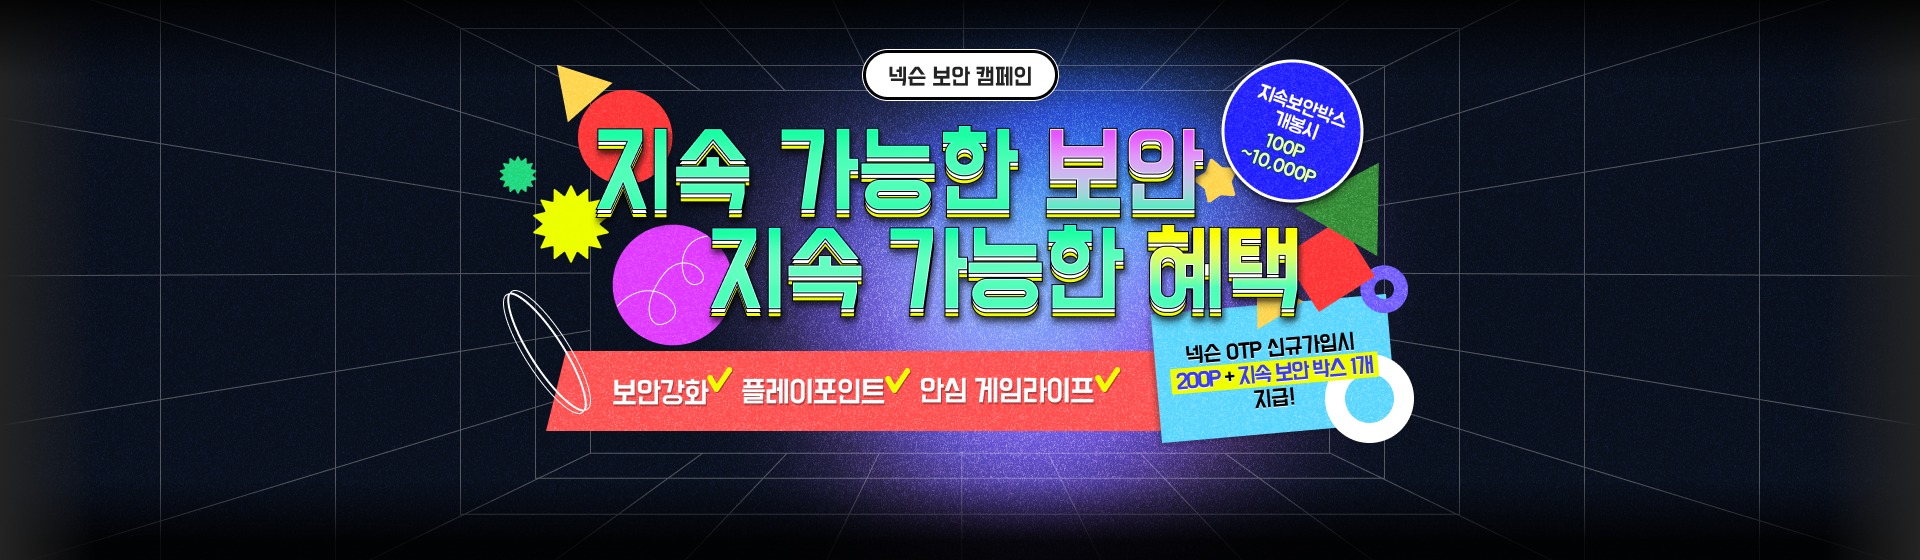 넥슨 보안 캠페인
지속 가능한 보안
지속 가능한 혜택
지속보안박스
개봉시
100P
~10,000P
보안강화 플레이포인트 안심 게임라이프
넥슨 OTP 신규가입시
200P + 지속 보안 박스 1개
지급!